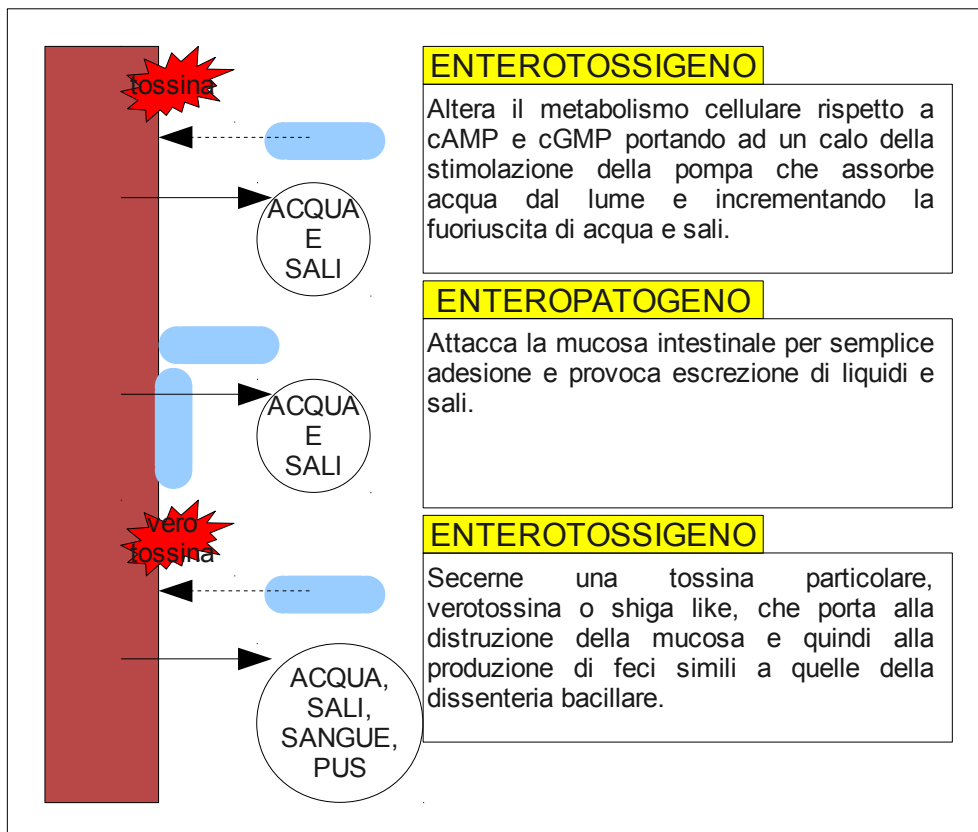 tossina
ENTEROTOSSIGENO
Altera il metabolismo cellulare rispetto a
cAMP e cGMP portando ad un calo della
stimolazione della pompa che assorbe
acqua dal lume e incrementando la
fuoriuscita di acqua e sali.
ACQUA
E
SALI
ENTEROPATOGENO
Attacca la mucosa intestinale per semplice
adesione e provoca escrezione di liquidi e
sali.
ACQUA
E
SALI
vero
tossina
ENTEROTOSSIGENO
Secerne una tossina particolare,
verotossina o shiga like, che porta alla
distruzione della mucosa e quindi alla
produzione di feci simili a quelle della
dissenteria bacillare.
ACQUA,
SALI,
SANGUE,
PUS